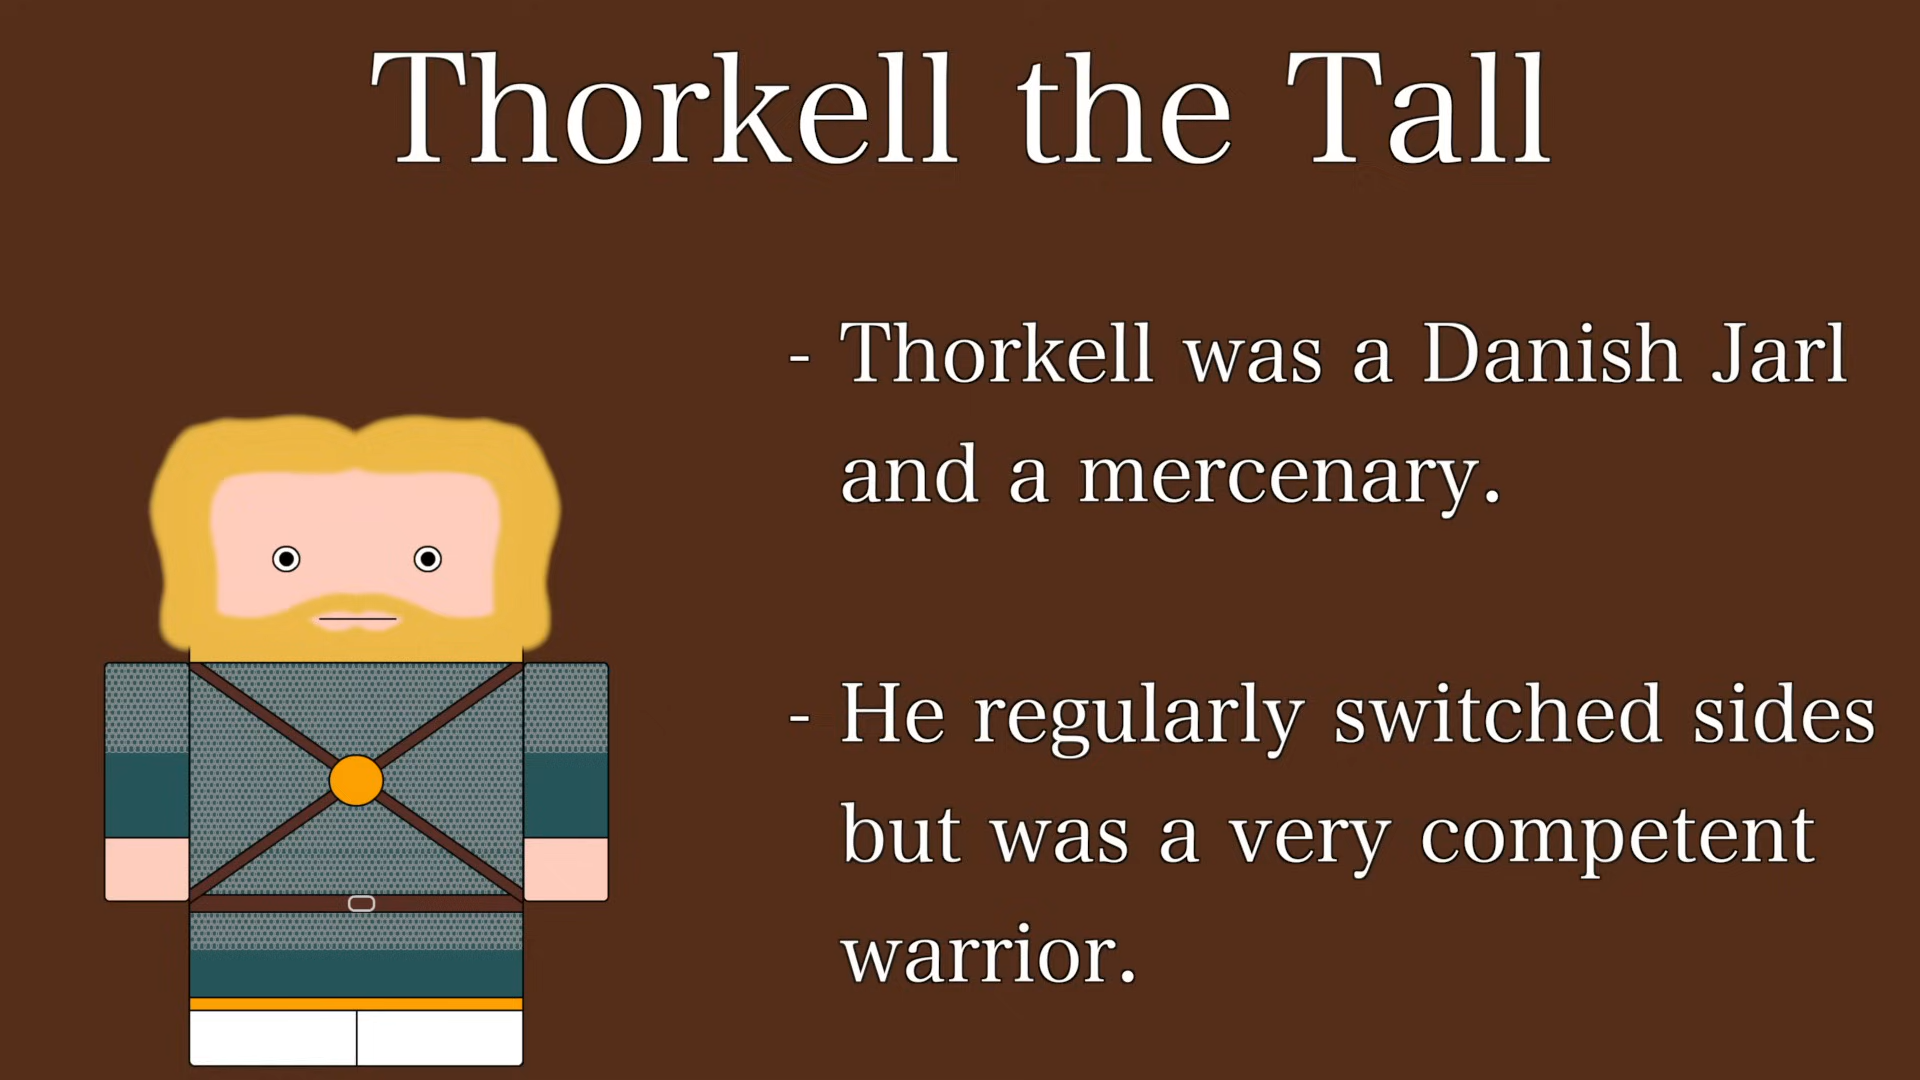 Thorkell the Tall
- Thorkell was a Danish Jarl
and a mercenary.
- He regularly switched sides
but was a very competent
warrior.